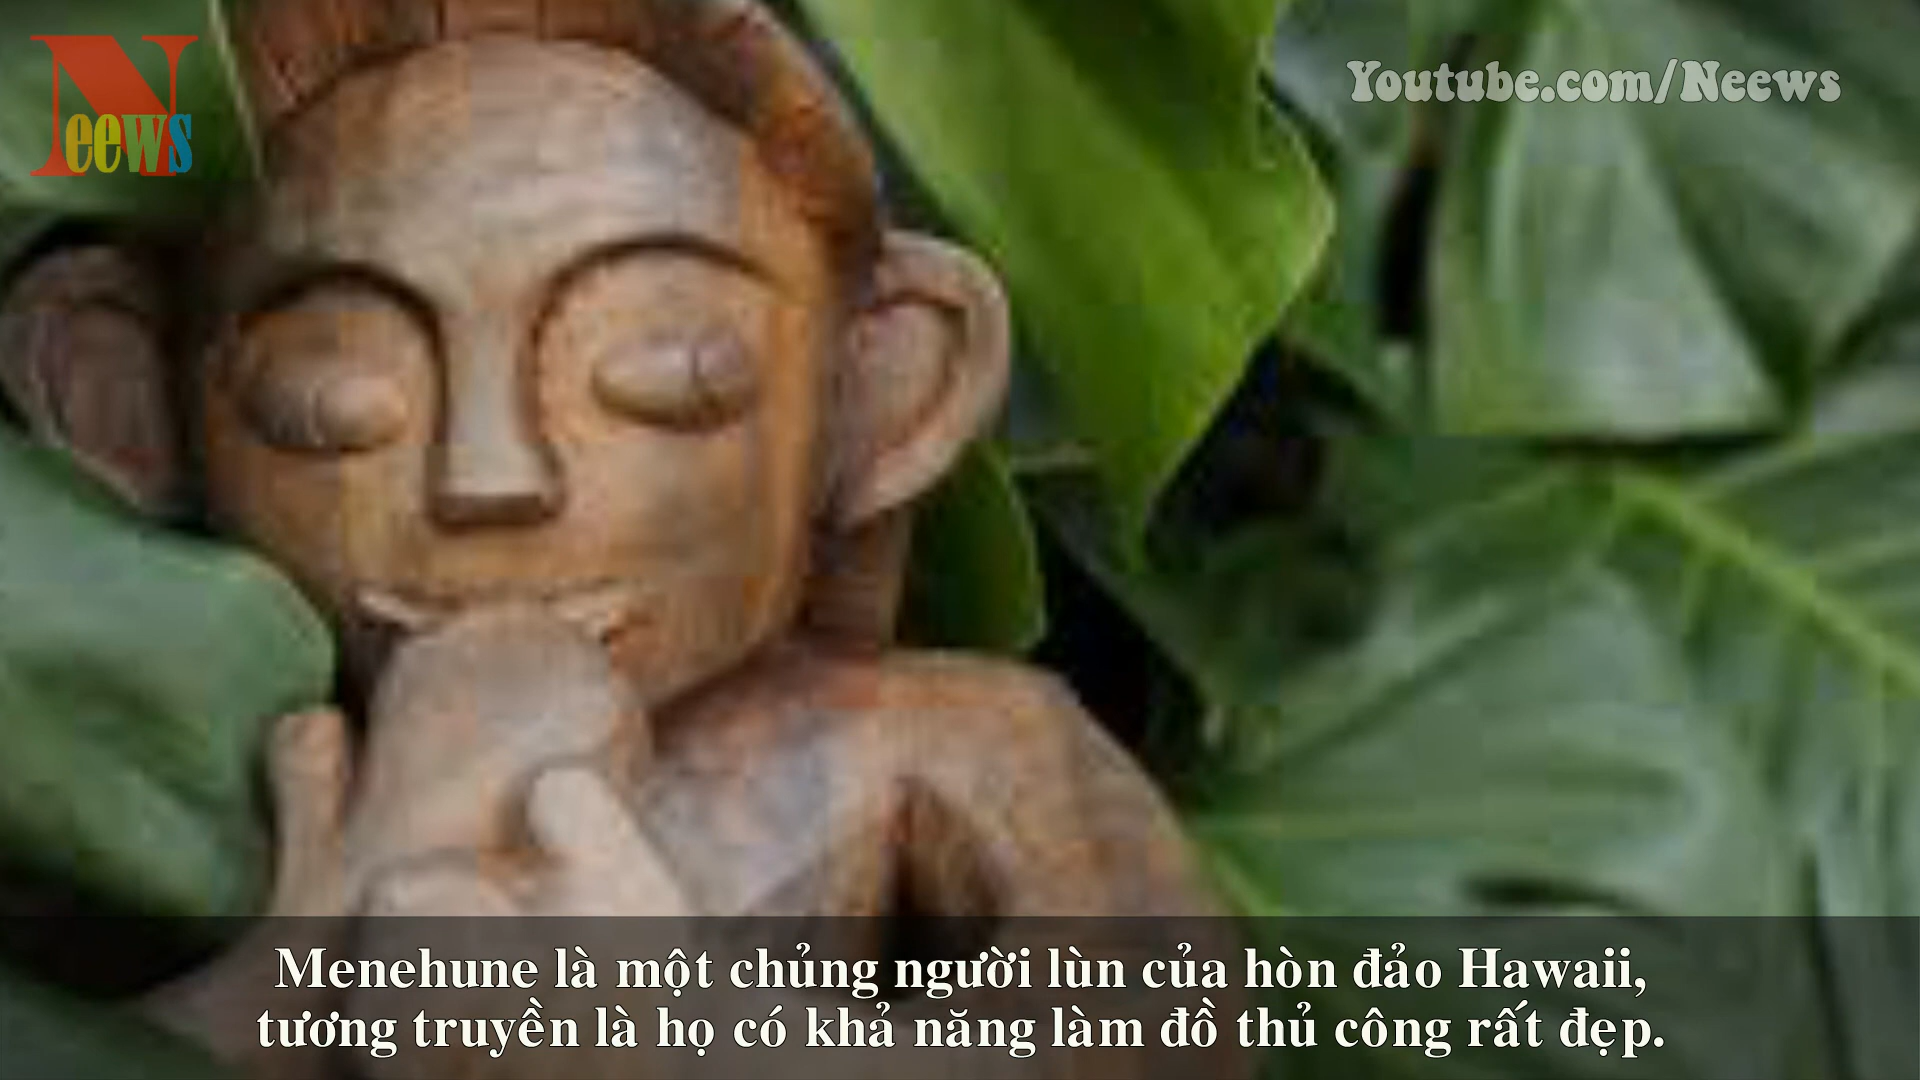 Neews
Youtube.com/Neews
Menehune là một chủng người lùn của hòn đảo Hawaii,
tương truyền là họ có khả năng làm đồ thủ công rất đẹp.